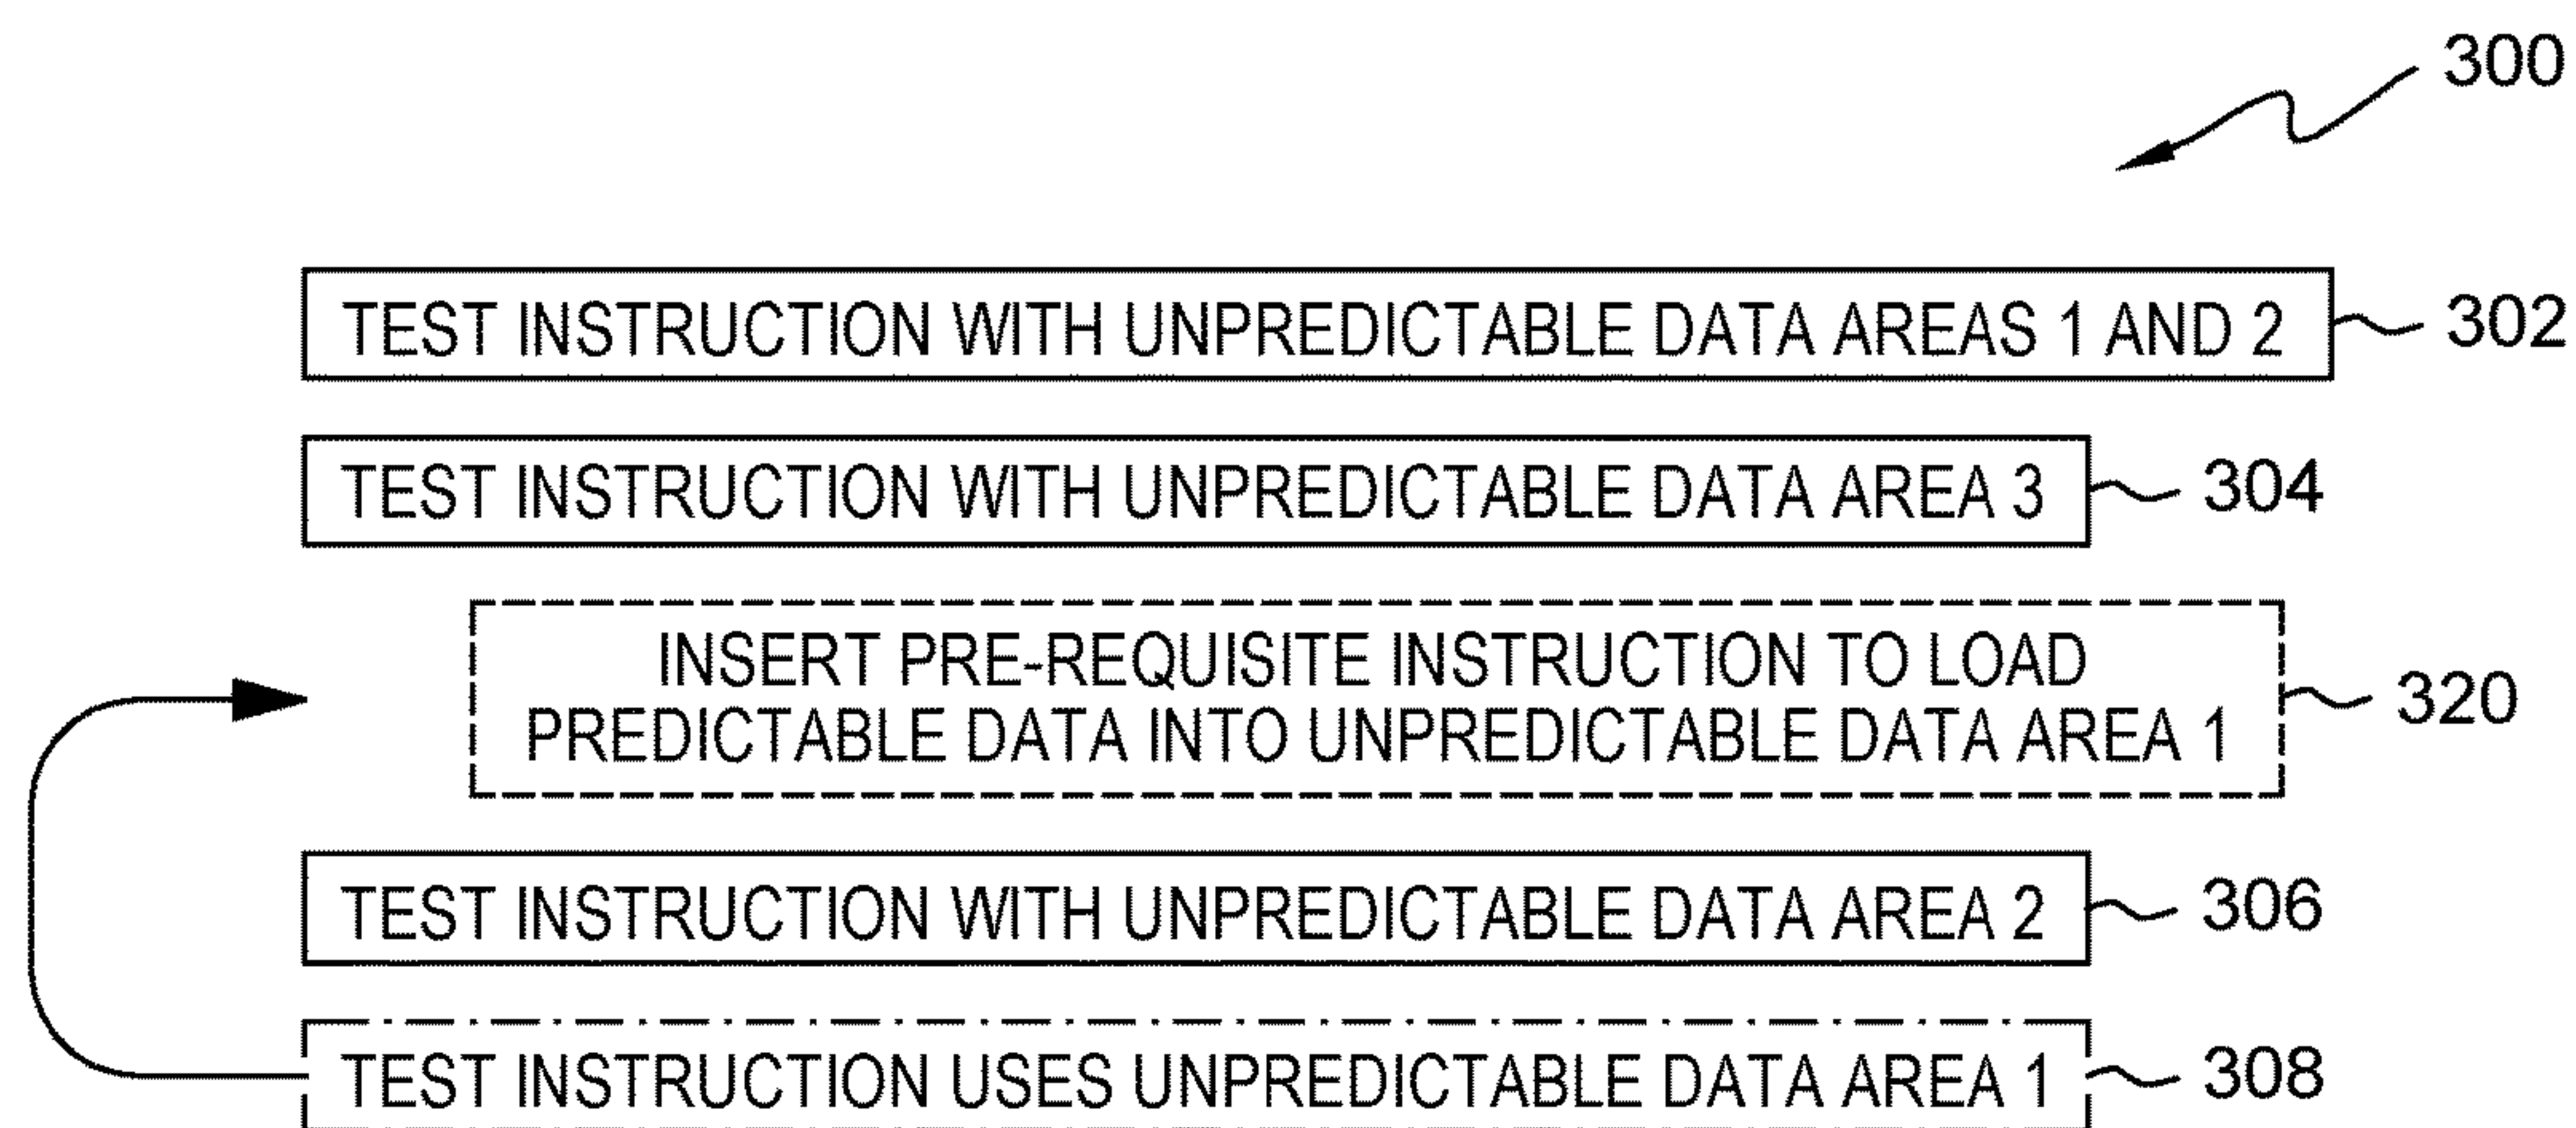 300
TEST INSTRUCTION WITH UNPREDICTABLE DATA AREAS 1 AND 2 302
TEST INSTRUCTION WITH UNPREDICTABLE DATA AREA 3 304
INSERT PRE-REQUISITE INSTRUCTION TO LOAD
PREDICTABLE DATA INTO UNPREDICTABLE DATA AREA 1
320
TEST INSTRUCTION WITH UNPREDICTABLE DATA AREA 2 306
TEST INSTRUCTION USES UNPREDICTABLE DATA AREA 1 308